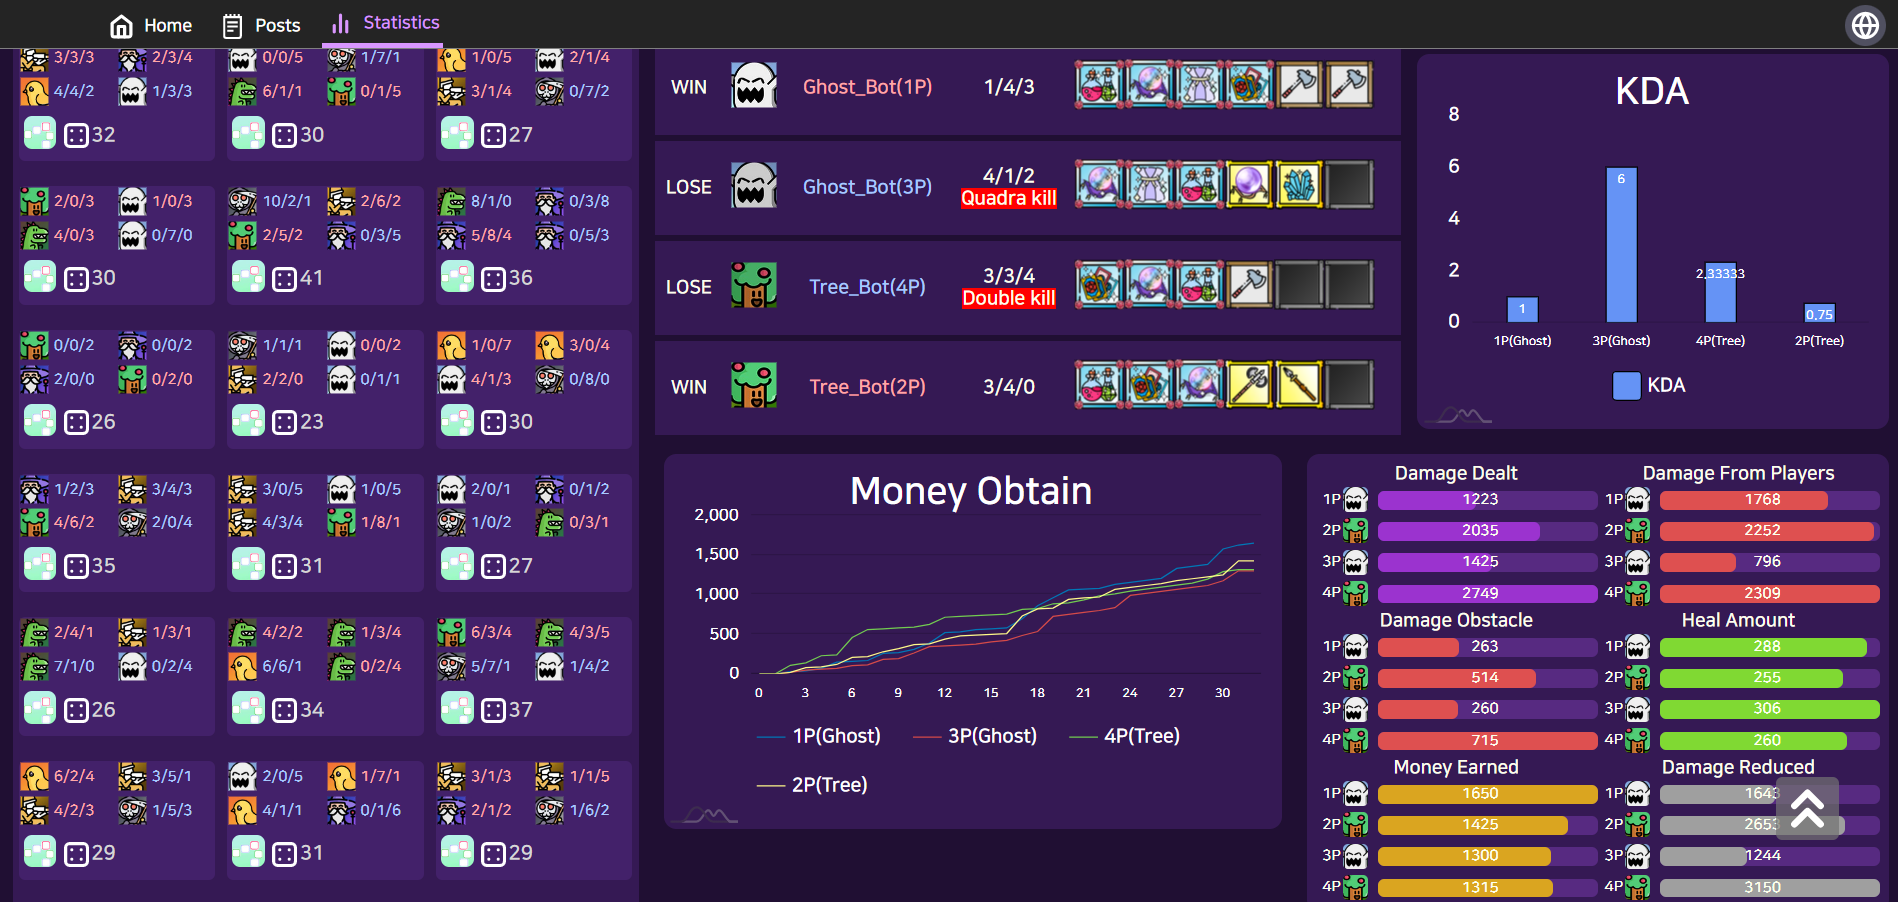 Home Posts Statistics
3/3/3 2/3/4
4/4/2 1/3/3
32
0/0/5 1/7/1
6/1/1 0/1/5
30
1/0/5 2/1/4
3/1/4 0/7/2
27
2/0/3 1/0/3
4/0/3 0/7/0
30
10/2/1 2/6/2
2/5/2 0/3/5
41
8/1/0 0/3/8
5/8/4 0/5/3
36
0/0/2 0/0/2
2/0/0 0/2/0
26
1/1/1 0/0/2
2/2/0 0/1/1
23
1/0/7 3/0/4
4/1/3 0/8/0
30
1/2/3 3/4/3
4/6/2 2/0/4
35
3/0/5 1/0/5
4/3/4 1/8/1
31
2/0/1 0/1/2
1/0/2 0/3/1
27
2/4/1 1/3/1
7/1/0 0/2/4
26
4/2/2 1/3/4
6/6/1 0/2/4
34
6/3/4 4/3/5
5/7/1 1/4/2
37
6/2/4 3/5/1
4/2/3 1/5/3
29
2/0/5 1/7/1
4/1/1 0/1/6
31
3/1/3 1/1/5
2/1/2 1/6/2
29
WIN Ghost_Bot(1P) 1/4/3
LOSE Ghost_Bot(3P) 4/1/2
Quadra kill
LOSE Tree_Bot(4P) 3/3/4
Double kill
WIN Tree_Bot(2P) 3/4/0
KDA
8
6
4
2
0
1
6
2,33333
0,75
1P(Ghost) 3P(Ghost) 4P(Tree) 2P(Tree)
KDA
Money Obtain
2,000
1,500
1,000
500
0
0 3 6 9 12 15 18 21 24 27 30
1P(Ghost) 3P(Ghost) 4P(Tree)
2P(Tree)
Damage Dealt
1P 1223
2P 2035
3P 1425
4P 2749
Damage From Players
1P 1768
2P 2252
3P 796
4P 2309
Damage Obstacle
1P 263
2P 514
3P 260
4P 715
Heal Amount
1P 288
2P 255
3P 306
4P 260
Money Earned
1P 1650
2P 1425
3P 1300
4P 1315
Damage Reduced
1P 1643
2P 2653
3P 1244
4P 3150